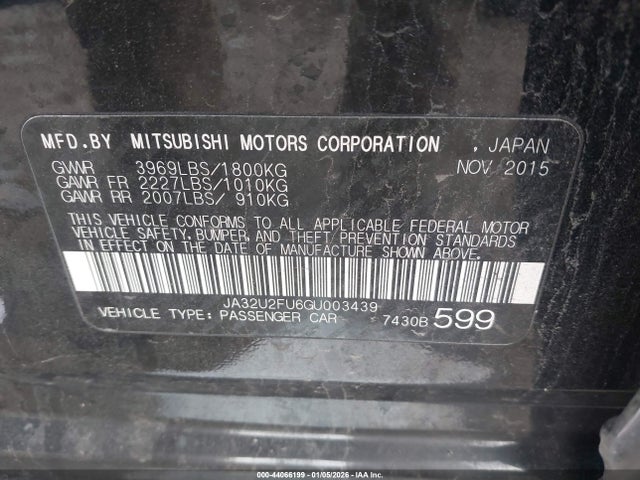 MFD.BY MITSUBISHI MOTORS CORPORATION , JAPAN
GVWR 3969LBS/1800KG NOV 2015
GAWR FR 2227LBS/1010KG
GAWR RR 2007LBS/ 910KG
THIS VEHICLE CONFORMS TO ALL APPLICABLE FEDERAL MOTOR
VEHICLE SAFETY, BUMPER, AND THEFT PREVENTION STANDARDS
IN EFFECT ON THE DATE OF MANUFACTURE SHOWN ABOVE.
JA32U2FU6GU003439
VEHICLE TYPE: PASSENGER CAR 7430B 599
000-44066199 - 01/05/2026 - IAAI